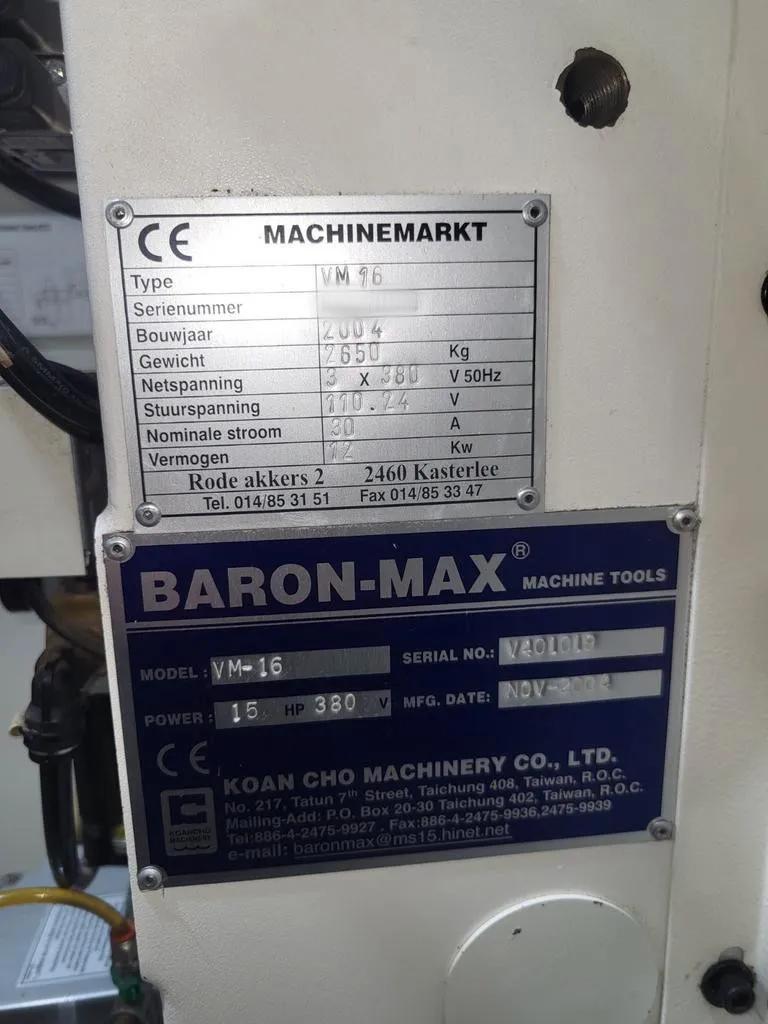 CE MACHINEMARKT
Type VM 16
Serienummer
Bouwjaar 2004
Gewicht 2650 Kg
Netspanning 3 x 380 V 50Hz
Stuurspanning 110.24 V
Nominale stroom 30 A
Vermogen 12 Kw
Rode akkers 2 2460 Kasterlee
Tel. 014/85 31 51 Fax 014/85 33 47
BARON-MAX® MACHINE TOOLS
MODEL : VM-16 SERIAL NO.: V401019
POWER : 15 HP 380 V MFG. DATE: NOV-2004
CE
KOAN CHO MACHINERY CO., LTD.
No. 217, Tatun 7th Street, Taichung 408, Taiwan, R.O.C.
Mailing-Add: P.O. Box 20-30 Taichung 402, Taiwan, R.O.C.
Tel:886-4-2475-9927 . Fax:886-4-2475-9936,2475-9939
e-mail: baronmax@ms15.hinet.net
KOANCHO
MACHINERY